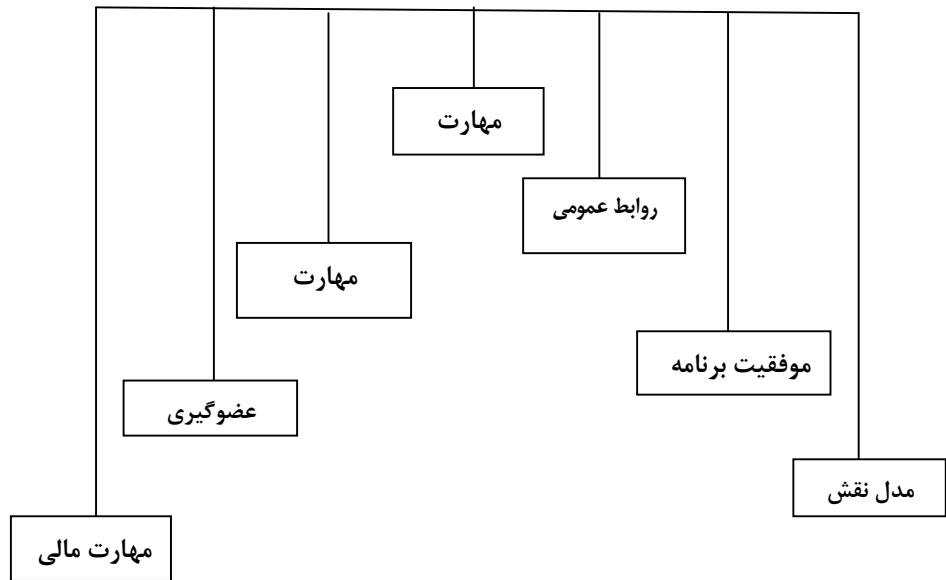 مهارت
روابط عمومی
مهارت
موفقیت برنامه
عضوگیری
مدل نقش
مهارت مالی